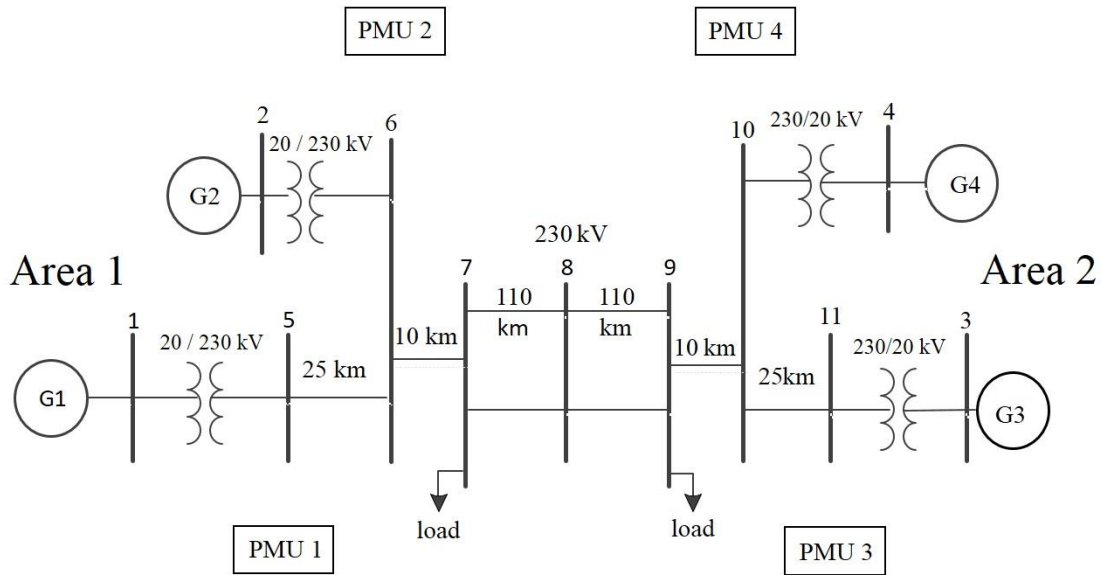 PMU 2
PMU 4
2
20 / 230 kV
6
10
230/20 kV
4
G2
G4
Area 1
230 kV
Area 2
7
8
9
1
20 / 230 kV
5
110
km
110
km
11
230/20 kV
3
10 km
10 km
25 km
25km
G1
G3
load
load
PMU 1
PMU 3